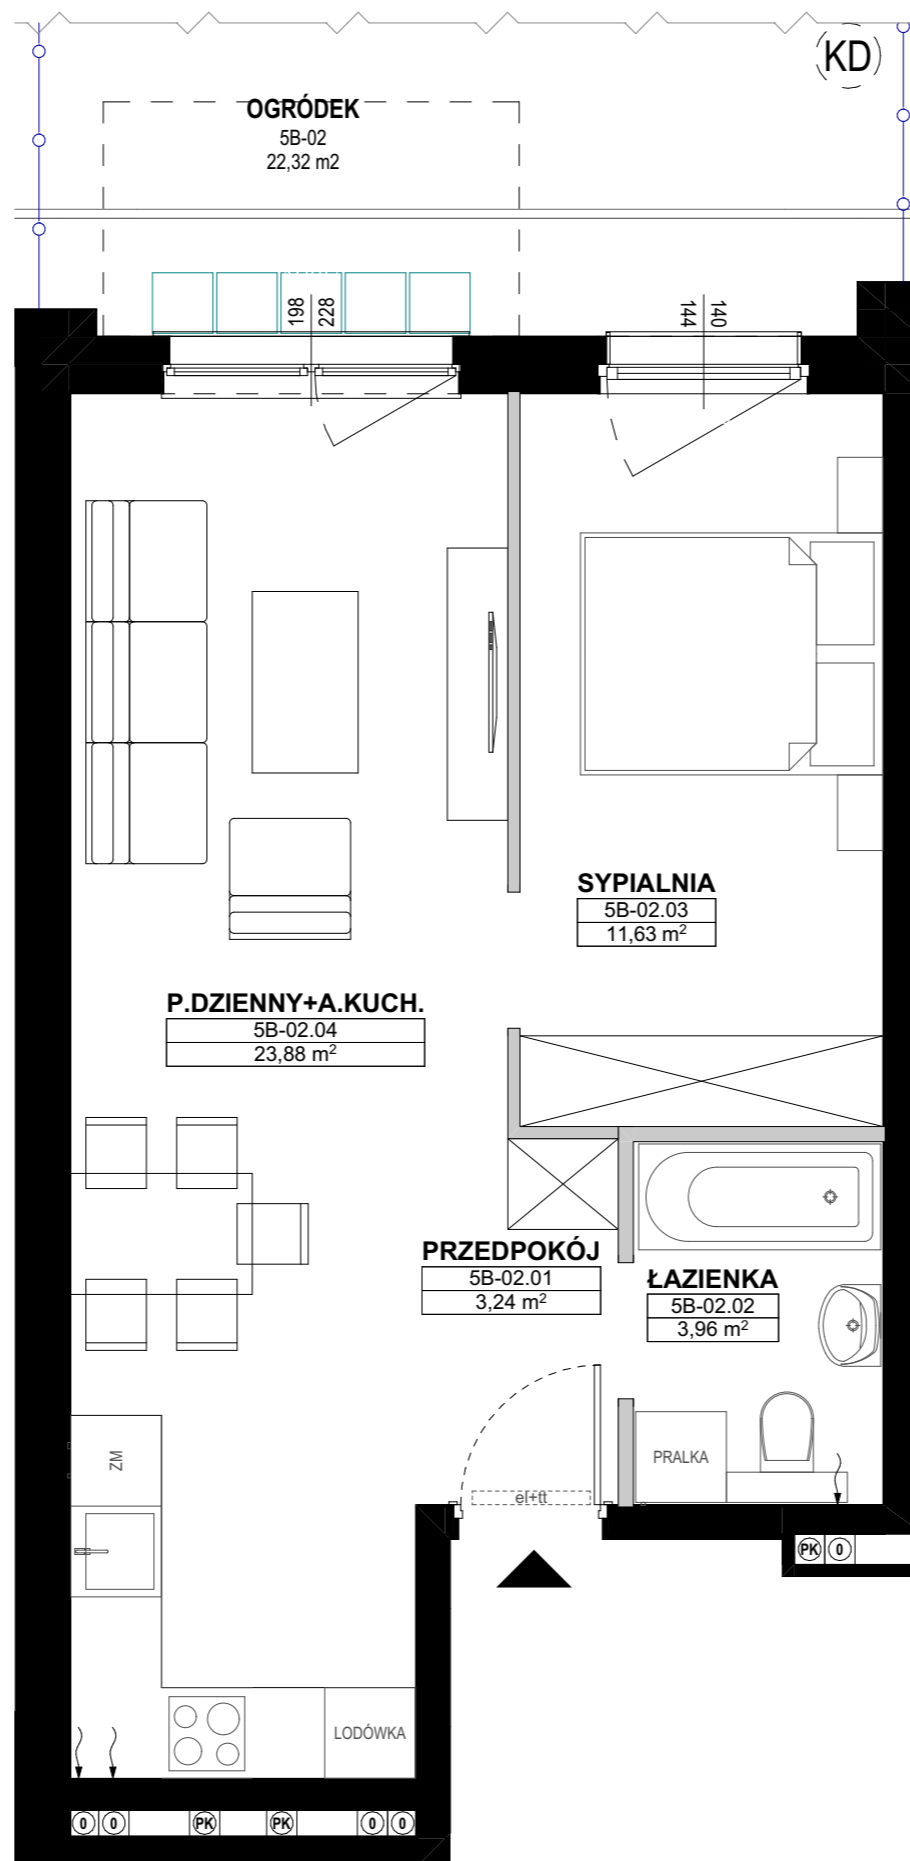 KD
OGRÓDEK
5B-02
22,32 m2
198
228
144
140
SYPIALNIA
5B-02.03
11,63 m²
P.DZIENNY+A.KUCH.
5B-02.04
23,88 m²
PRZEDPOKÓJ
5B-02.01
3,24 m²
ŁAZIENKA
5B-02.02
3,96 m²
ZM
PRALKA
el+tt
PK 0
LODÓWKA
0 0 PK PK 0 0